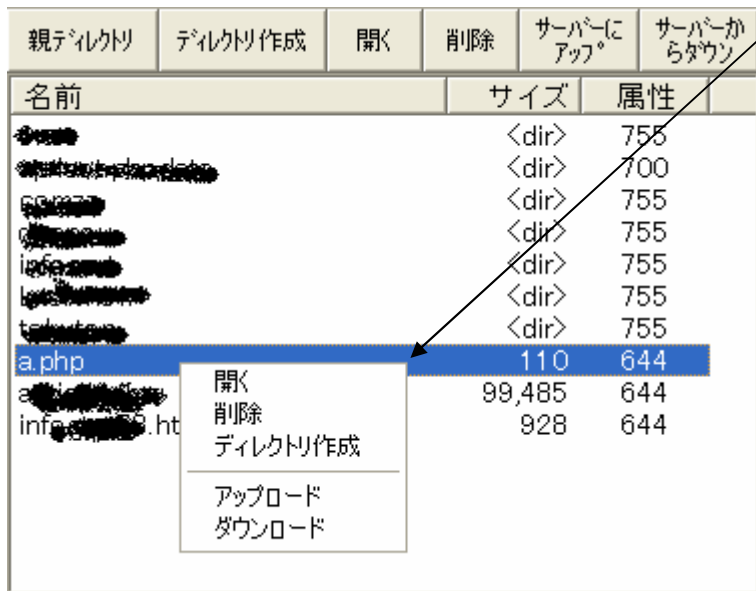 親ディレクトリ ディレクトリ作成 開く 削除 サーバーに サーバーか
アップ らダウン
名前 サイズ 属性
<dir> 755
<dir> 700
<dir> 755
<dir> 755
<dir> 755
<dir> 755
<dir> 755
a.php 110 644
99,485 644
.ht 928 644
開く
削除
ディレクトリ作成
アップロード
ダウンロード